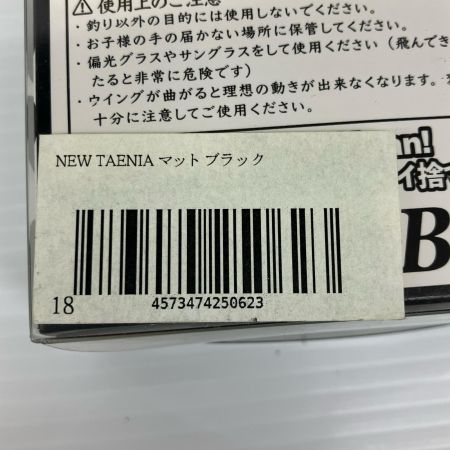 ⚠使用上のご注意
・釣り以外の目的には使用しないでください。
・お子様の手の届かない場所に保管してください。
・偏光グラスやサングラスをして使用ください（飛んでき
たると非常に危険です）
・ウイングが曲がると理想の動きが出来なくなります。
十分に注意してご使用ください。
an!
イ捨
NEW TAENIA マット ブラック
B
18
4573474250623